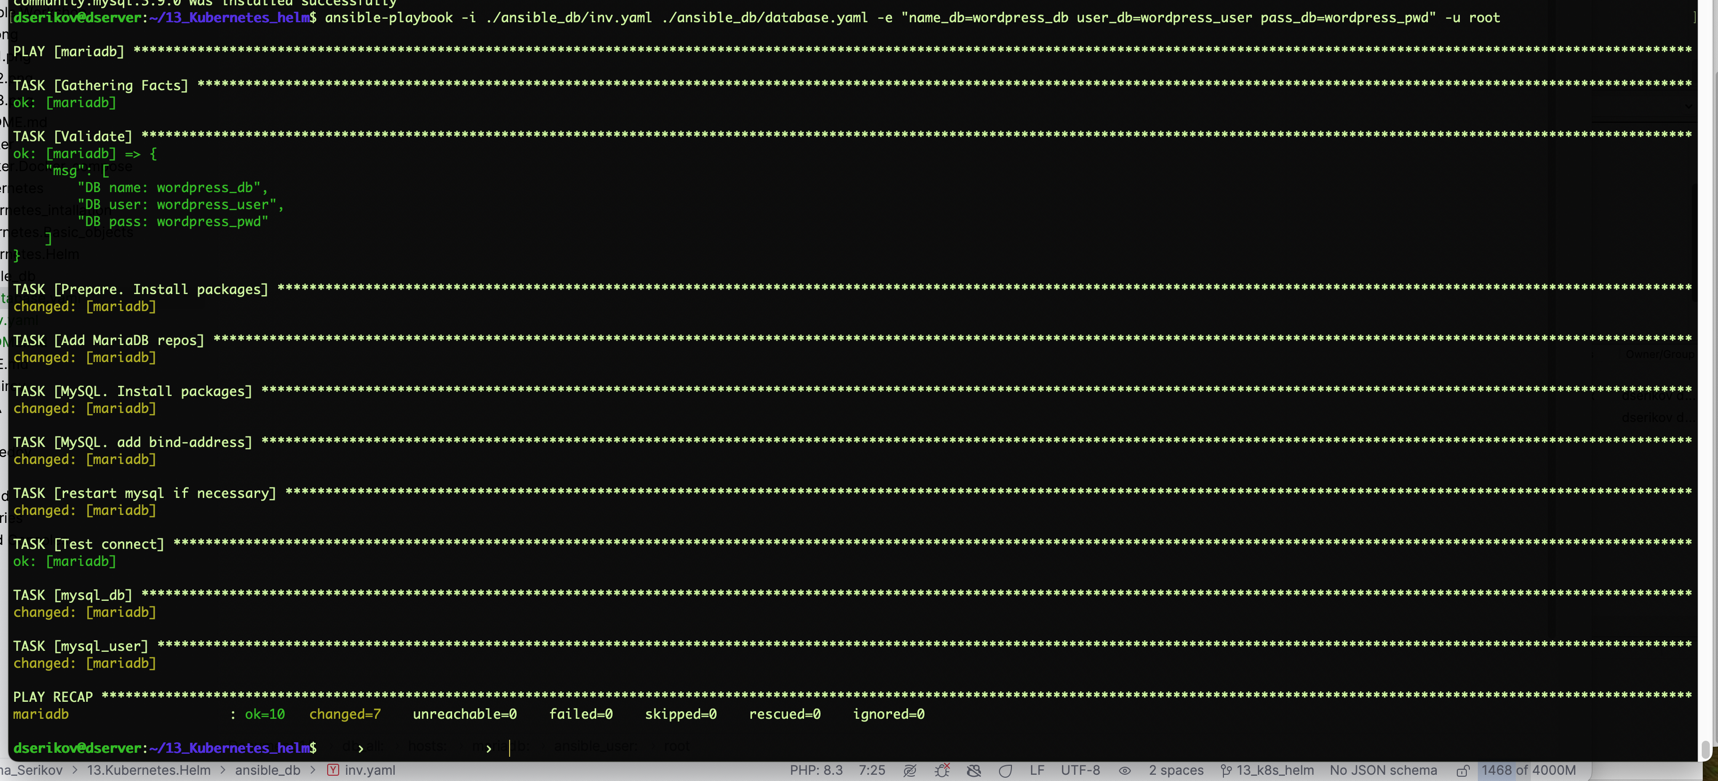 community.mysql:3.9.0 was installed successfully
dserikov@dserver:~/13_Kubernetes_helm$ ansible-playbook -i ./ansible_db/inv.yaml ./ansible_db/database.yaml -e "name_db=wordpress_db user_db=wordpress_user pass_db=wordpress_pwd" -u root
PLAY [mariadb]
TASK [Gathering Facts]
ok: [mariadb]
TASK [Validate]
ok: [mariadb] => {
"msg": [
"DB name: wordpress_db",
"DB user: wordpress_user",
"DB pass: wordpress_pwd"
]
}
TASK [Prepare. Install packages]
changed: [mariadb]
TASK [Add MariaDB repos]
changed: [mariadb]
TASK [MySQL. Install packages]
changed: [mariadb]
TASK [MySQL. add bind-address]
changed: [mariadb]
TASK [restart mysql if necessary]
changed: [mariadb]
TASK [Test connect]
ok: [mariadb]
TASK [mysql_db]
changed: [mariadb]
TASK [mysql_user]
changed: [mariadb]
PLAY RECAP
mariadb : ok=10 changed=7 unreachable=0 failed=0 skipped=0 rescued=0 ignored=0
dserikov@dserver:~/13_Kubernetes_helm$
na_Serikov > 13.Kubernetes.Helm > ansible_db > inv.yaml PHP: 8.3 7:25 LF UTF-8 2 spaces 13_k8s_helm No JSON schema 1468 of 4000M